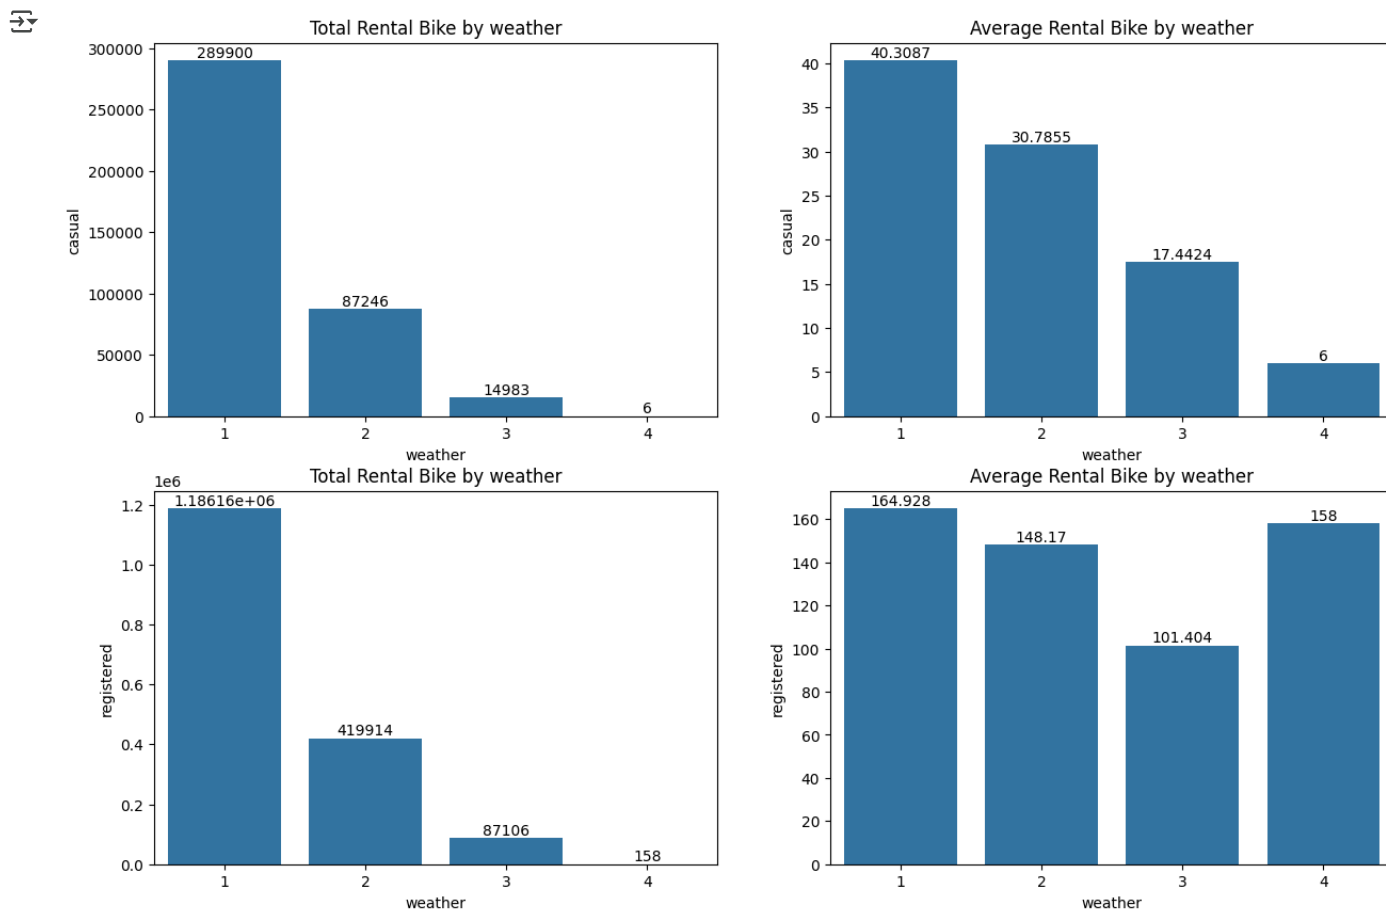 Total Rental Bike by weather
casual
300000
250000
200000
150000
100000
50000
0
289900
87246
14983
6
1 2 3 4
weather
Average Rental Bike by weather
casual
40
35
30
25
20
15
10
5
0
40.3087
30.7855
17.4424
6
1 2 3 4
weather
Total Rental Bike by weather
1e6
registered
1.2
1.0
0.8
0.6
0.4
0.2
0.0
1.18616e+06
419914
87106
158
1 2 3 4
weather
Average Rental Bike by weather
registered
160
140
120
100
80
60
40
20
0
164.928
148.17
101.404
158
1 2 3 4
weather